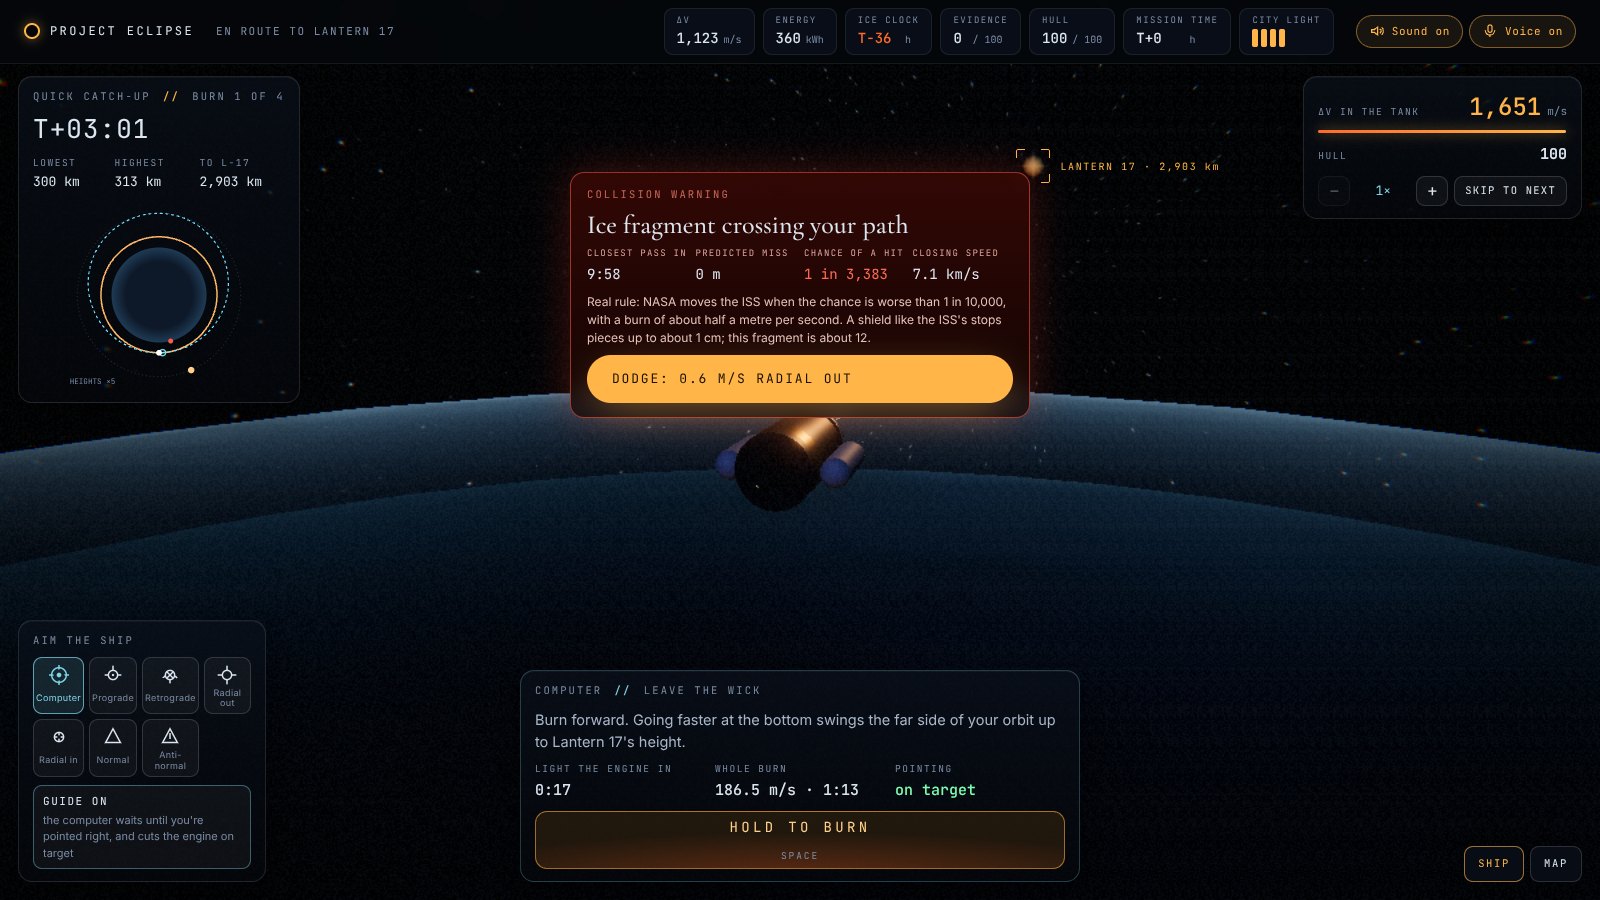 PROJECT ECLIPSE EN ROUTE TO LANTERN 17
ΔV
1,123 m/s
ENERGY
360 kWh
ICE CLOCK
T-36 h
EVIDENCE
0 / 100
HULL
100 / 100
MISSION TIME
T+0 h
CITY LIGHT
Sound on
Voice on
QUICK CATCH-UP // BURN 1 OF 4
T+03:01
LOWEST HIGHEST TO L-17
300 km 313 km 2,903 km
HEIGHTS ×5
ΔV IN THE TANK 1,651 m/s
HULL 100
− 1× + SKIP TO NEXT
LANTERN 17 · 2,903 km
COLLISION WARNING
Ice fragment crossing your path
CLOSEST PASS IN PREDICTED MISS CHANCE OF A HIT CLOSING SPEED
9:58 0 m 1 in 3,383 7.1 km/s
Real rule: NASA moves the ISS when the chance is worse than 1 in 10,000,
with a burn of about half a metre per second. A shield like the ISS's stops
pieces up to about 1 cm; this fragment is about 12.
DODGE: 0.6 M/S RADIAL OUT
AIM THE SHIP
Computer
Prograde
Retrograde
Radial
out
Radial in
Normal
Anti-
normal
GUIDE ON
the computer waits until you're
pointed right, and cuts the engine on
target
COMPUTER // LEAVE THE WICK
Burn forward. Going faster at the bottom swings the far side of your orbit up
to Lantern 17's height.
LIGHT THE ENGINE IN WHOLE BURN POINTING
0:17 186.5 m/s · 1:13 on target
HOLD TO BURN
SPACE
SHIP
MAP